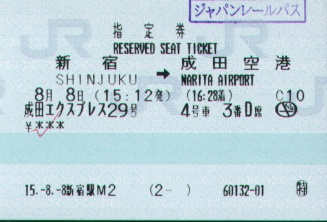 ジャパンレールパス
指定券
RESERVED SEAT TICKET
新宿 → 成田空港
SHINJUKU NARITA AIRPORT
8月 8日 (15:12発) (16:28着) C10
成田エクスプレス29号 4号車 3番D席
¥***
15.-8.-8新宿駅M2 (2- ) 60132-01